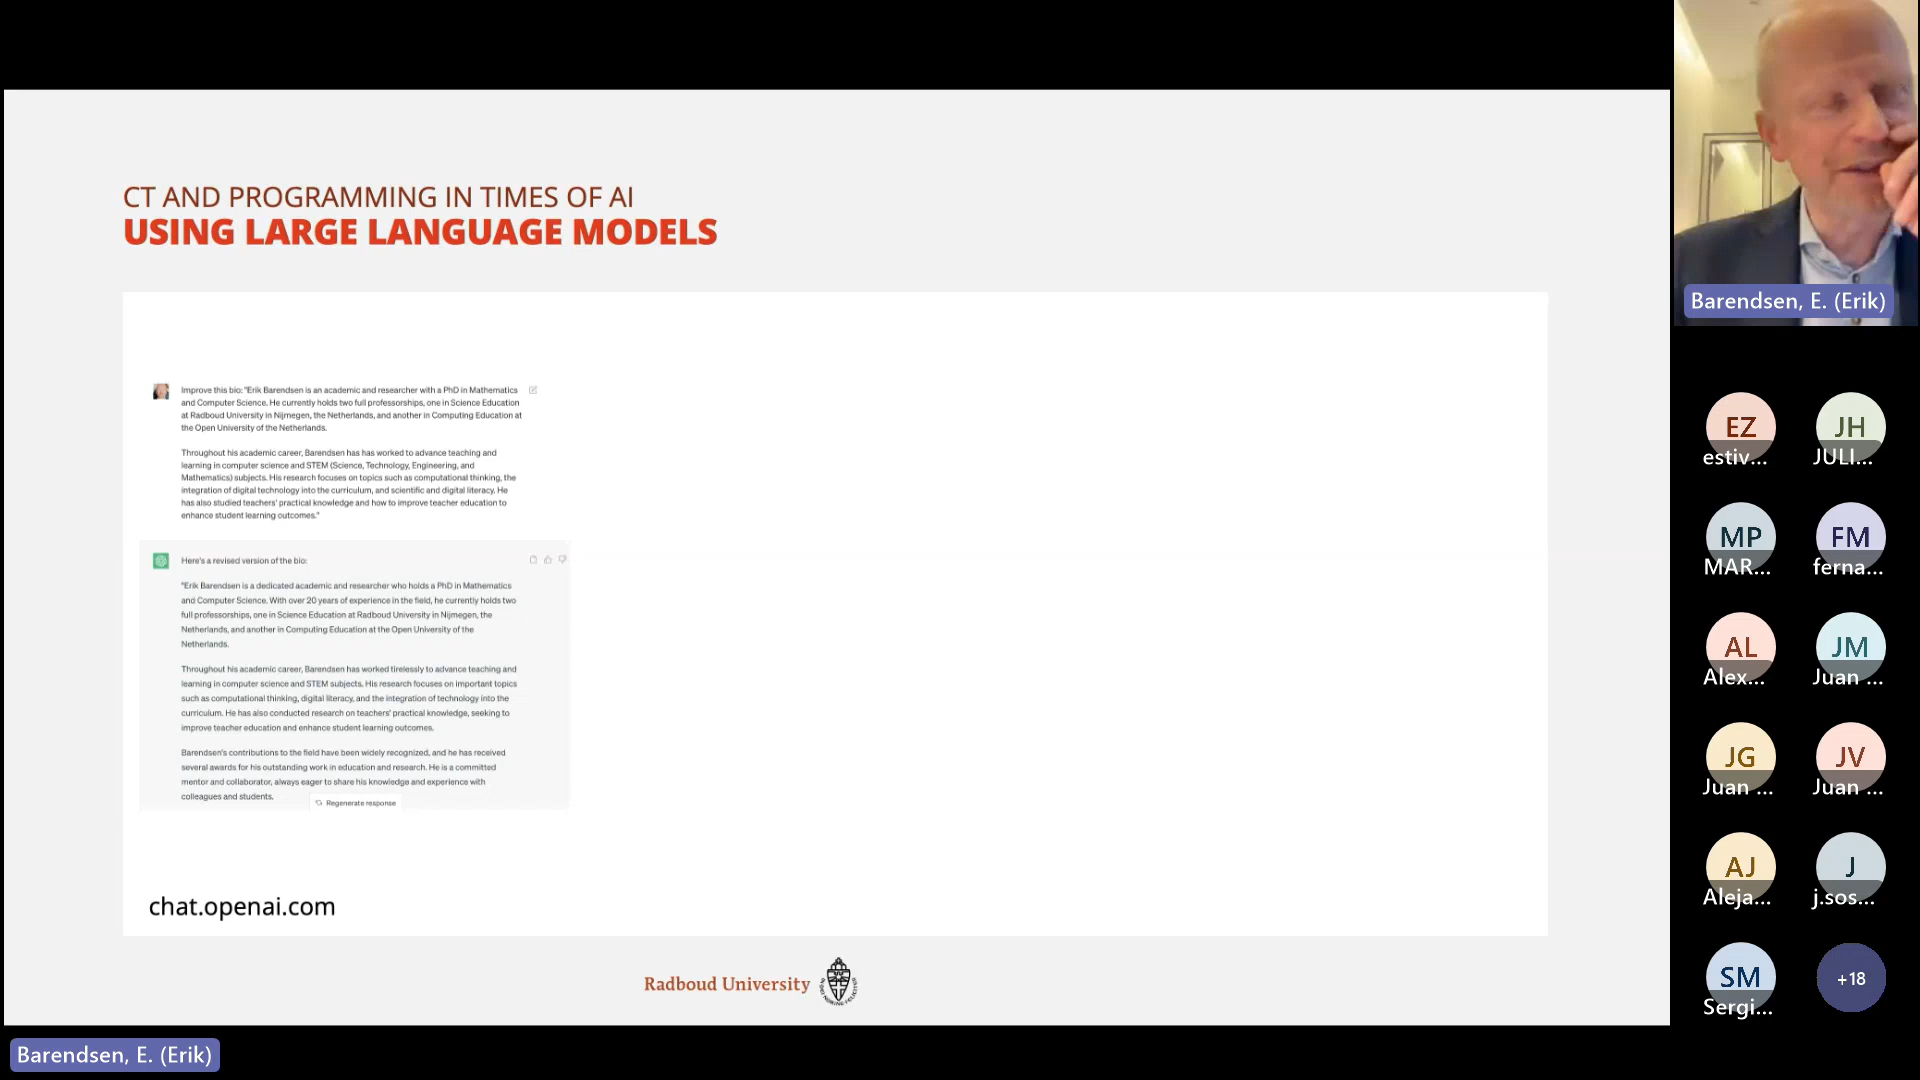 CT AND PROGRAMMING IN TIMES OF AI
USING LARGE LANGUAGE MODELS
Improve this bio: "Erik Barendsen is an academic and researcher with a PhD in Mathematics
and Computer Science. He currently holds two full professorships, one in Science Education
at Radboud University in Nijmegen, the Netherlands, and another in Computing Education at
the Open University of the Netherlands.
Throughout his academic career, Barendsen has has worked to advance teaching and
learning in computer science and STEM (Science, Technology, Engineering, and
Mathematics) subjects. His research focuses on topics such as computational thinking, the
integration of digital technology into the curriculum, and scientific and digital literacy. He
has also studied teachers' practical knowledge and how to improve teacher education to
enhance student learning outcomes."
Here's a revised version of the bio:
"Erik Barendsen is a dedicated academic and researcher who holds a PhD in Mathematics
and Computer Science. With over 20 years of experience in the field, he currently holds two
full professorships, one in Science Education at Radboud University in Nijmegen, the
Netherlands, and another in Computing Education at the Open University of the
Netherlands.
Throughout his academic career, Barendsen has worked tirelessly to advance teaching and
learning in computer science and STEM subjects. His research focuses on important topics
such as computational thinking, digital literacy, and the integration of technology into the
curriculum. He has also conducted research on teachers' practical knowledge, seeking to
improve teacher education and enhance student learning outcomes.
Barendsen's contributions to the field have been widely recognized, and he has received
several awards for his outstanding work in education and research. He is a committed
mentor and collaborator, always eager to share his knowledge and experience with
colleagues and students.
Regenerate response
chat.openai.com
Radboud University
Barendsen, E. (Erik)
Barendsen, E. (Erik)
EZ JH
estiv... JULI...
MP FM
MAR... ferna...
AL JM
Alex... Juan ...
JG JV
Juan ... Juan ...
AJ J
Aleja... j.sos...
SM +18
Sergi...